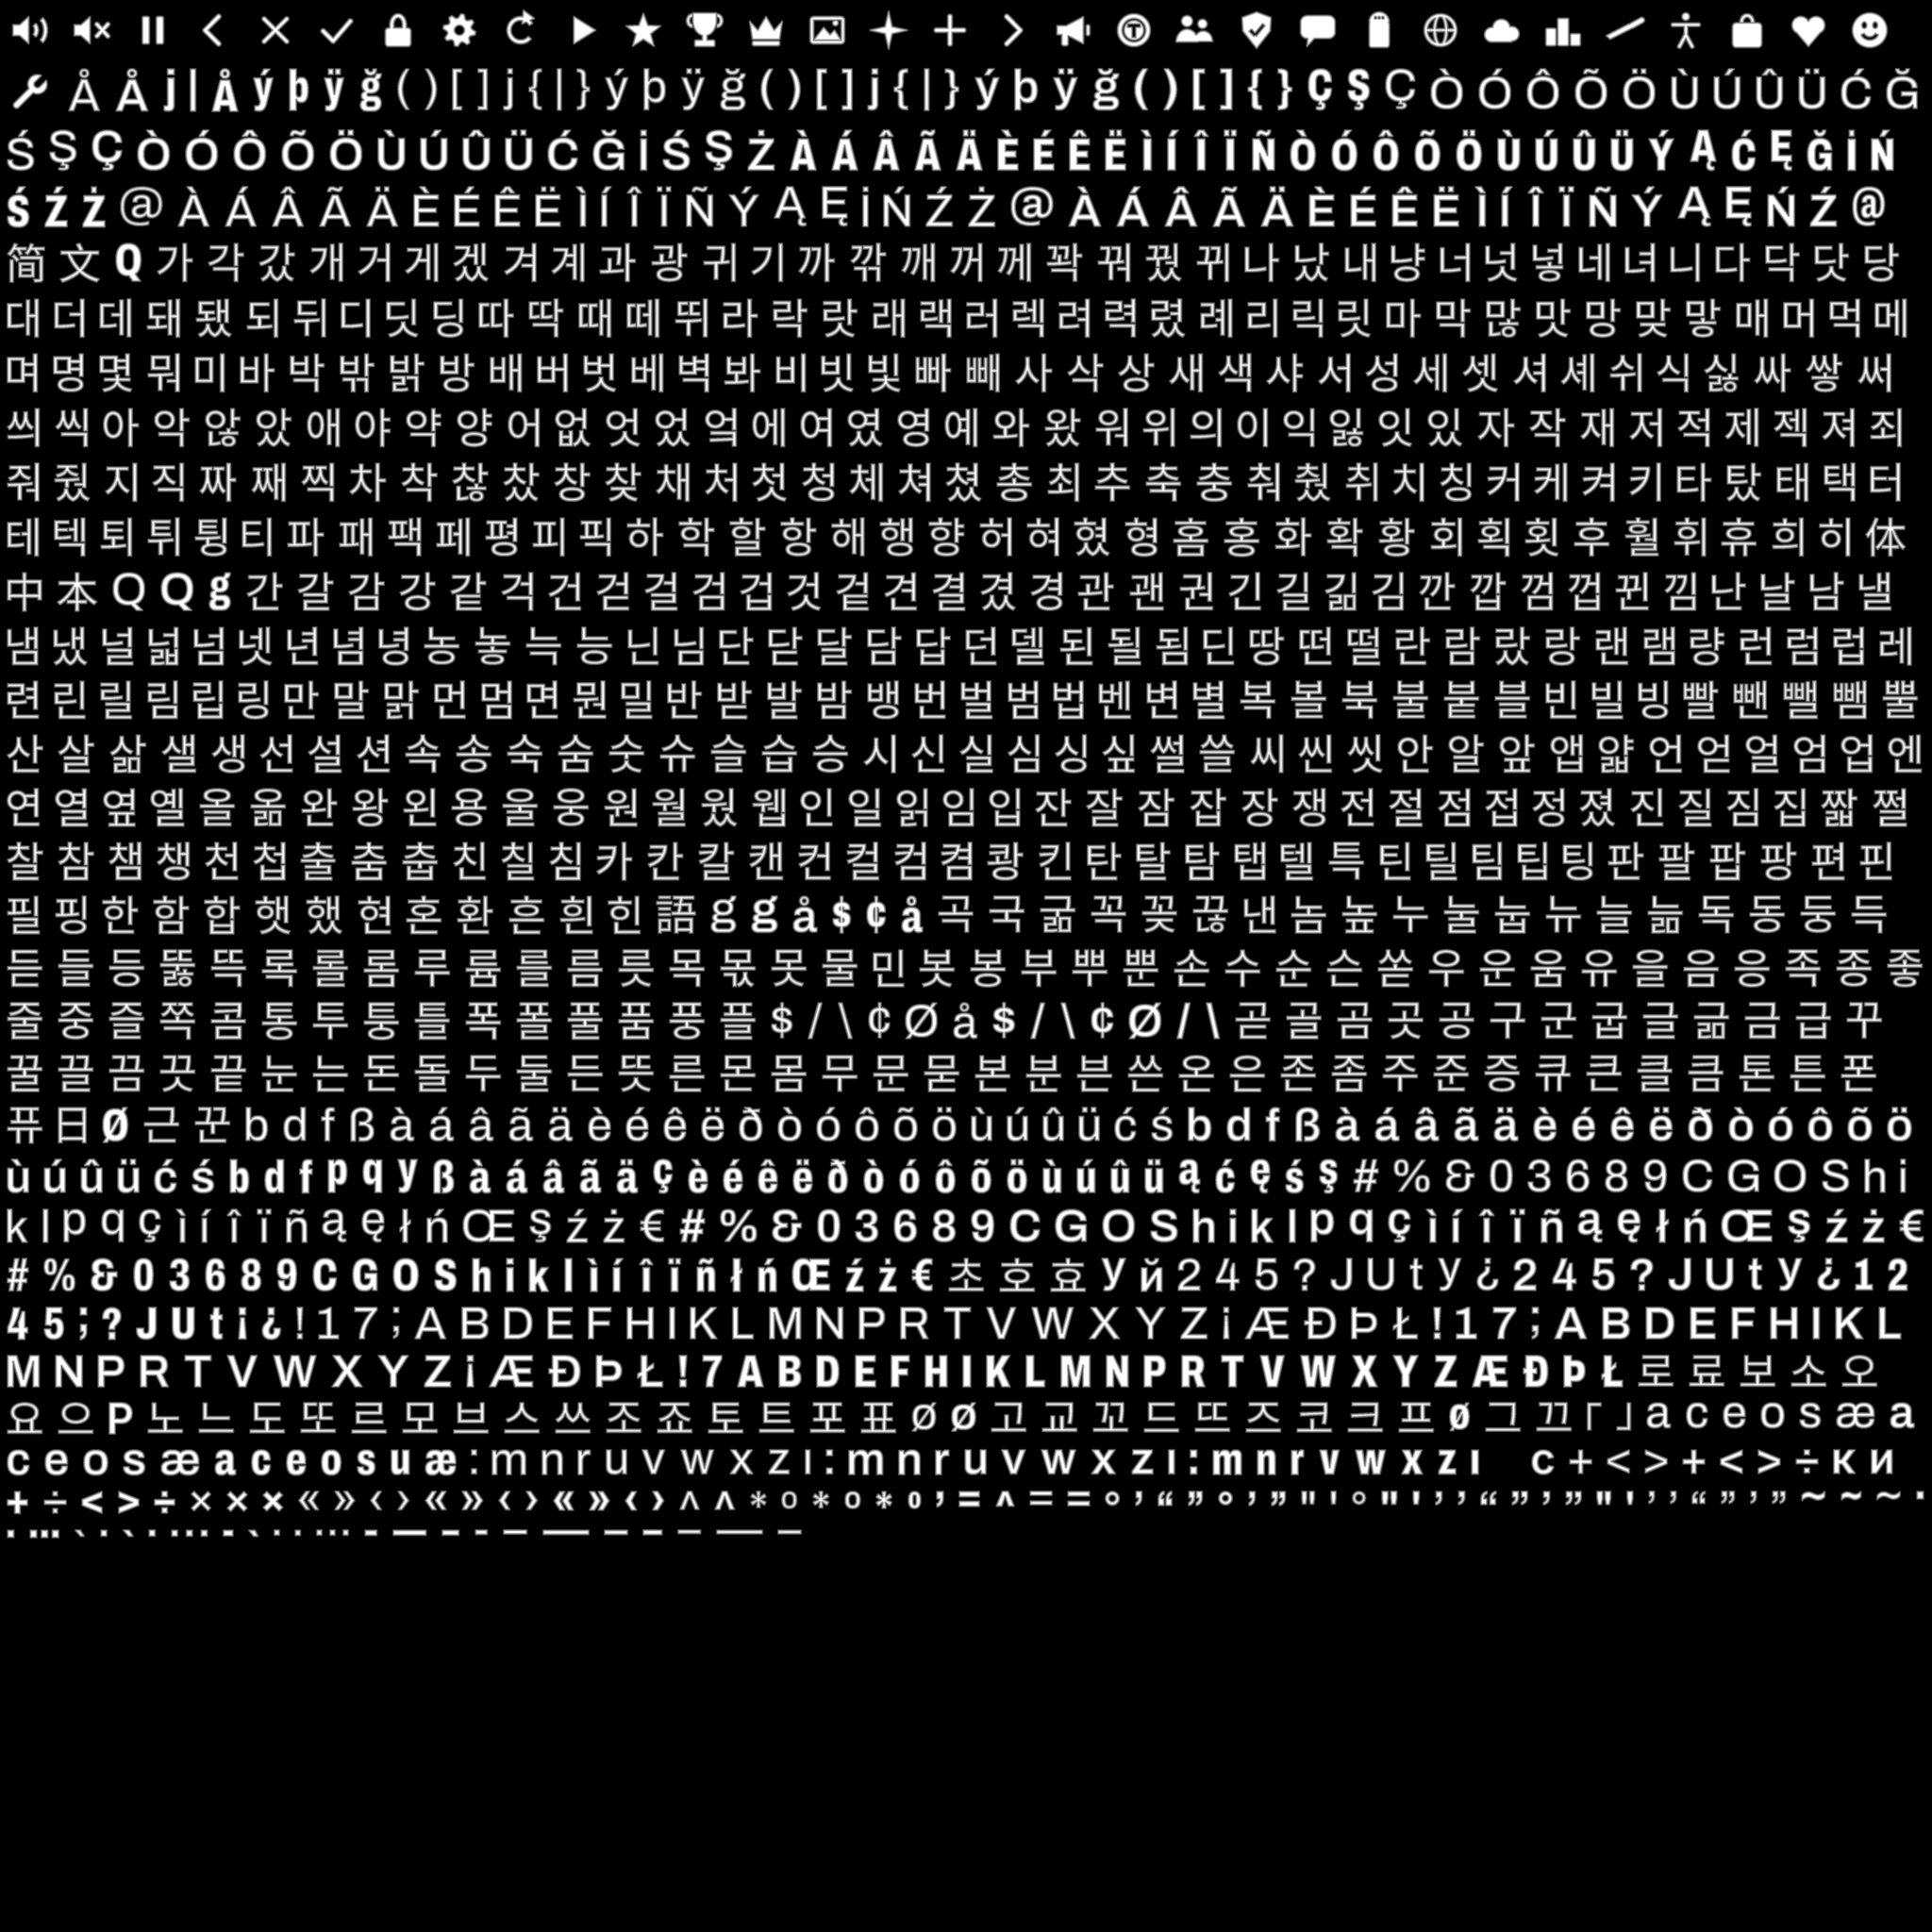 Å Å j | Å ý þ ÿ ğ ( ) [ ] j { | } ý þ ÿ ğ ( ) [ ] j { | } ý þ ÿ ğ ( ) [ ] { } Ç Ş Ç Ò Ó Ô Õ Ö Ù Ú Û Ü Ć Ğ
Ś Ş Ç Ò Ó Ô Õ Ö Ù Ú Û Ü Ć Ğ İ Ś Ş Ż À Á Â Ã Ä È É Ê Ë Ì Í Î Ï Ñ Ò Ó Ô Õ Ö Ù Ú Û Ü Ý Ą Ć Ę Ğ İ Ń
Ś Ź Ż @ À Á Â Ã Ä È É Ê Ë Ì Í Î Ï Ñ Ý Ą Ę İ Ń Ź Ż @ À Á Â Ã Ä È É Ê Ë Ì Í Î Ï Ñ Ý Ą Ę Ń Ź @
简 文 Q 가 각 갔 개 거 게 겠 겨 계 과 광 귀 기 까 깎 깨 꺼 께 꽉 꿔 꿨 뀌 나 났 내 냥 너 넛 넣 네 녀 니 다 닥 닷 당
대 더 데 돼 됐 되 뒤 디 딧 딩 따 딱 때 떼 뛰 라 락 랏 래 랙 러 렉 려 력 렸 례 리 릭 릿 마 막 많 맛 망 맞 맣 매 머 먹 메
며 명 몇 뭐 미 바 박 밖 밝 방 배 버 벗 베 벽 봐 비 빗 빛 빠 빼 사 삭 상 새 색 샤 서 성 세 셋 셔 셰 쉬 식 싫 싸 쌓 써
씌 씩 아 악 않 았 애 야 약 양 어 없 엇 었 엌 에 여 였 영 예 와 왔 워 위 의 이 익 잃 잇 있 자 작 재 저 적 제 젝 져 죄
줘 줬 지 직 짜 째 찍 차 착 찮 찼 창 찾 채 처 첫 청 체 쳐 쳤 총 최 추 축 충 춰 췄 취 치 칭 커 케 켜 키 타 탔 태 택 터
테 텍 퇴 튀 튕 티 파 패 팩 페 평 피 픽 하 학 할 항 해 행 향 허 혀 혔 형 홈 홍 화 확 황 회 획 횟 후 훨 휘 휴 희 히 体
中 本 Q Q g 간 갈 감 강 같 걱 건 걷 걸 검 겁 것 겉 견 결 겼 경 관 괜 권 긴 길 깊 김 깐 깝 껌 껍 뀐 낌 난 날 남 낼
냄 냈 널 넓 넘 넷 년 념 녕 농 놓 늑 능 닌 님 단 닫 달 담 답 던 델 된 될 됨 딘 땅 떤 떨 란 람 랐 랑 랜 램 량 런 럼 럽 레
련 린 릴 림 립 링 만 말 맑 먼 멈 면 뭔 밀 반 받 발 밤 뱅 번 벌 범 법 벤 변 별 복 볼 북 불 붙 블 빈 빌 빙 빨 뺀 뺄 뺌 뿔
산 살 삶 샐 생 선 설 션 속 송 숙 숨 숫 슈 슬 습 승 시 신 실 심 싱 싶 썰 쓸 씨 씬 씻 안 알 앞 앱 얇 언 얻 얼 엄 업 엔
연 열 옆 옐 올 옮 완 왕 왼 용 울 웅 원 월 웠 웹 인 일 읽 임 입 잔 잘 잠 잡 장 쟁 전 절 점 접 정 졌 진 질 짐 집 짧 쩔
찰 참 챔 챙 천 첩 출 춤 춥 친 칠 침 카 칸 칼 캔 컨 컬 컴 켬 쾅 킨 탄 탈 탐 탭 텔 특 틴 틸 팀 팁 팅 판 팔 팝 팡 편 핀
필 핑 한 함 합 햇 했 현 혼 환 흔 흰 힌 語 g g å $ ¢ å 곡 국 굶 꼭 꽃 끊 낸 놈 높 누 눌 눕 뉴 늘 늚 독 동 둥 득
듣 들 등 뚫 뜩 록 롤 롬 루 륨 를 름 릇 목 몫 못 물 민 봇 봉 부 뿌 뿐 손 수 순 슨 쏟 우 운 움 유 을 음 응 족 종 좋
줄 중 즐 쪽 콤 통 투 퉁 틀 폭 폴 풀 품 풍 플 $ / \ ¢ Ø å $ / \ ¢ Ø / \ 곧 골 곰 곳 공 구 군 굽 글 긂 금 급 꾸
꿀 끌 끔 끗 끝 눈 는 돈 돌 두 둘 든 뜻 른 몬 몸 무 문 묻 본 분 븐 쓴 온 은 존 좀 주 준 증 큐 큰 클 큼 톤 튼 폰
퓨 日 Ø 근 꾼 b d f ß à á â ã ä è é ê ë ð ò ó ô õ ö ù ú û ü ć ś b d f ß à á â ã ä è é ê ë ð ò ó ô õ ö
ù ú û ü ć ś b d f p q y ß à á â ã ä ç è é ê ë ð ò ó ô õ ö ù ú û ü ą ć ę ś ş # % & 0 3 6 8 9 C G O S h i
k l p q ç ì í î ï ñ ą ę ł ń Œ ş ź ż € # % & 0 3 6 8 9 C G O S h i k l p q ç ì í î ï ñ ą ę ł ń Œ ş ź ż €
# % & 0 3 6 8 9 C G O S h i k l ì í î ï ñ ł ń Œ ź ż € 초 호 효 У й 2 4 5 ? J U t y ¿ 2 4 5 ? J U t y ¿ 1 2
4 5 ; ? J U t ¡ ¿ ! 1 7 ; A B D E F H I K L M N P R T V W X Y Z ¡ Æ Ð Þ Ł ! 1 7 ; A B D E F H I K L
M N P R T V W X Y Z ¡ Æ Ð Þ Ł ! 7 A B D E F H I K L M N P R T V W X Y Z Æ Ð Þ Ł 로 료 보 소 오
요 으 Р 노 느 도 또 르 모 브 스 쓰 조 죠 토 트 포 표 ø ø 고 교 꼬 드 뜨 즈 코 크 프 ø 그 끄 「 」 a c e o s æ a
c e o s æ a c e o s u æ : m n r u v w x z ı : m n r u v w x z ı : m n r v w x z ı с + < > + < > ÷ к и
+ ÷ < > ÷ × × × « » ‹ › « » ‹ › « » ‹ › ^ ^ * º * º * º ’ = ^ = = ° ’ “ ” ° ’ ” " ' ° " ' ’ ’ “ ” ’ ” " ' ’ ’ “ ” ’ ” ~ ~ ~